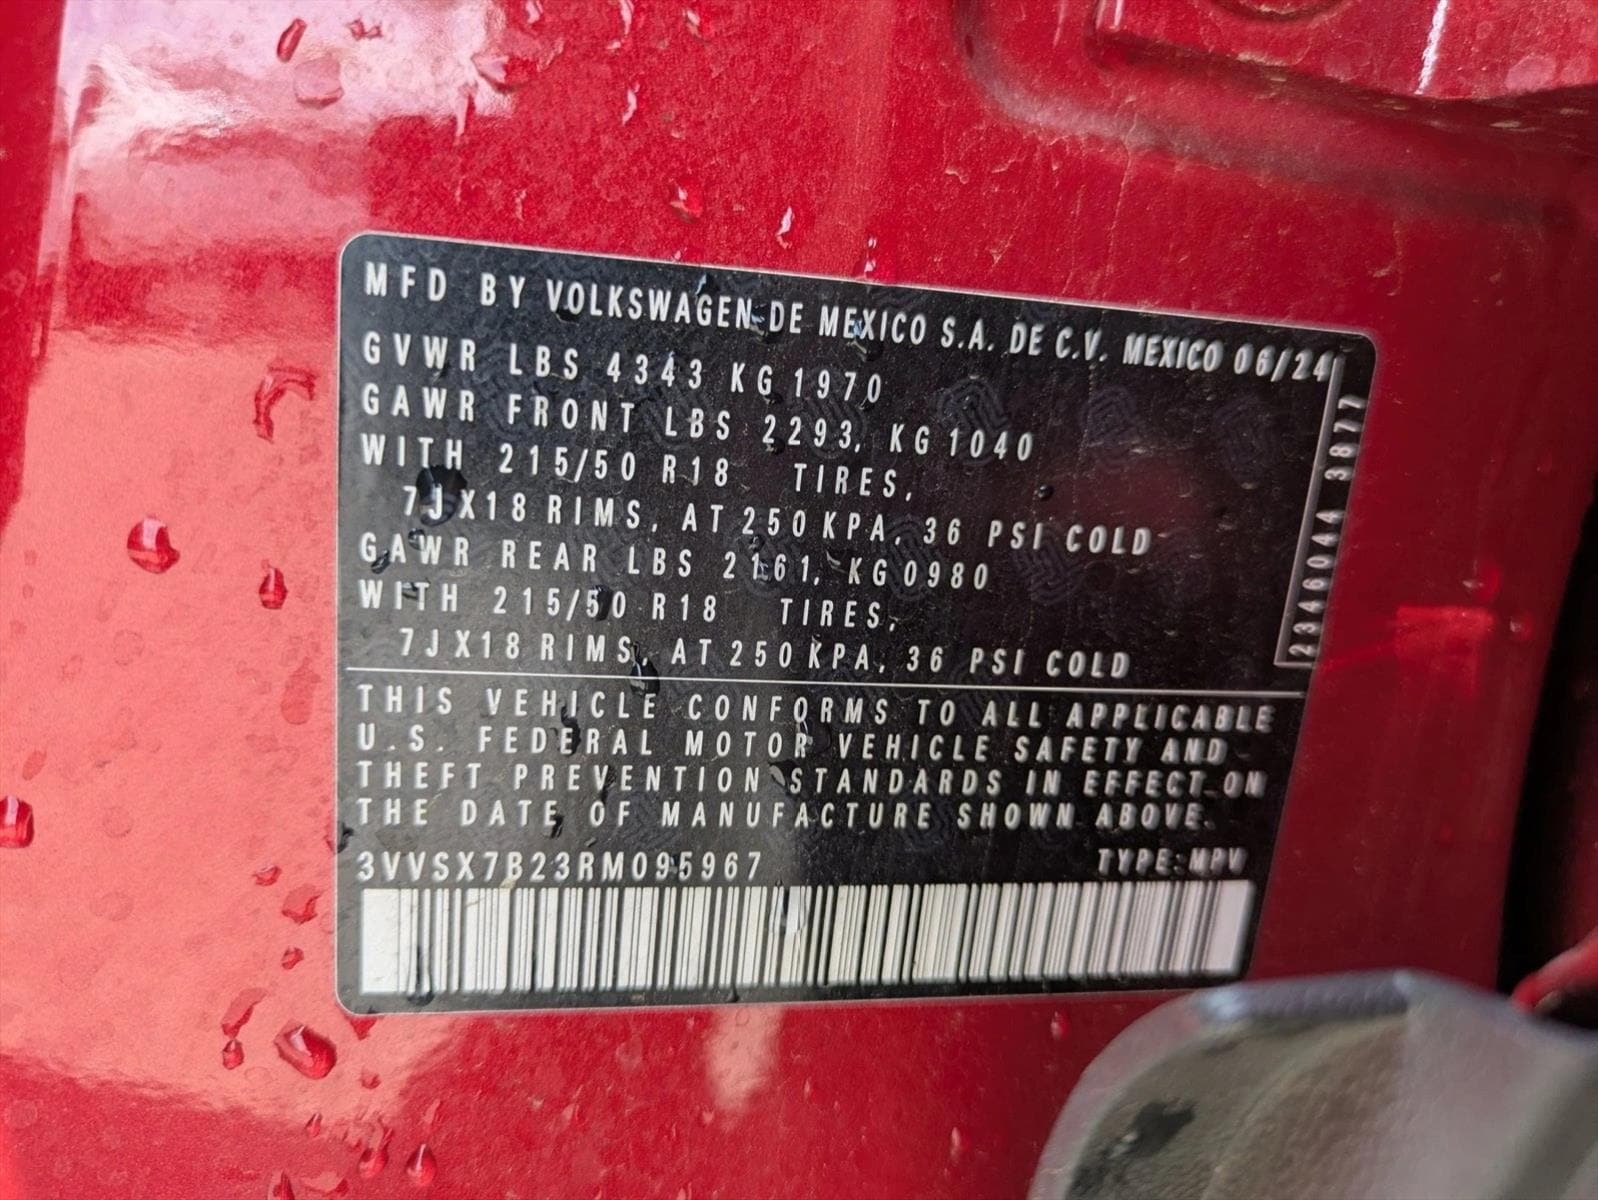 MFD BY VOLKSWAGEN DE MEXICO S.A. DE C.V. MEXICO 06/24
GVWR LBS 4343 KG 1970
GAWR FRONT LBS 2293, KG 1040
WITH 215/50 R18 TIRES,
7JX18 RIMS, AT 250 KPA, 36 PSI COLD
GAWR REAR LBS 2161, KG 0980
WITH 215/50 R18 TIRES,
7JX18 RIMS, AT 250 KPA, 36 PSI COLD
2346044 3877
THIS VEHICLE CONFORMS TO ALL APPLICABLE
U.S. FEDERAL MOTOR VEHICLE SAFETY AND
THEFT PREVENTION STANDARDS IN EFFECT ON
THE DATE OF MANUFACTURE SHOWN ABOVE.
3VVSX7B23RM095967 TYPE: MPV